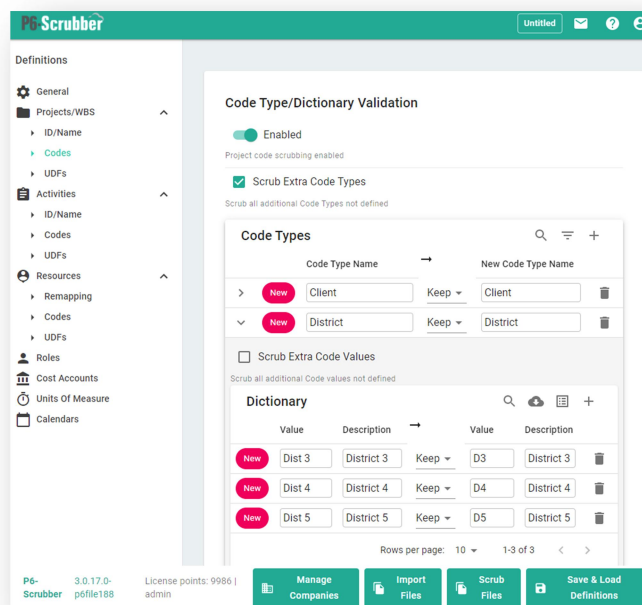 P6-Scrubber
Untitled
Definitions
General
Projects/WBS
ID/Name
Codes
UDFs
Activities
ID/Name
Codes
UDFs
Resources
Remapping
Codes
UDFs
Roles
Cost Accounts
Units Of Measure
Calendars
Code Type/Dictionary Validation
Enabled
Project code scrubbing enabled
Scrub Extra Code Types
Scrub all additional Code Types not defined
Code Types
Code Type Name → New Code Type Name
New Client Keep Client
New District Keep District
Scrub Extra Code Values
Scrub all additional Code values not defined
Dictionary
Value Description → Value Description
New Dist 3 District 3 Keep D3 District 3
New Dist 4 District 4 Keep D4 District 4
New Dist 5 District 5 Keep D5 District 5
Rows per page: 10 1-3 of 3
P6-
Scrubber
3.0.17.0-
p6file188
License points: 9986 |
admin
Manage
Companies
Import
Files
Scrub
Files
Save & Load
Definitions